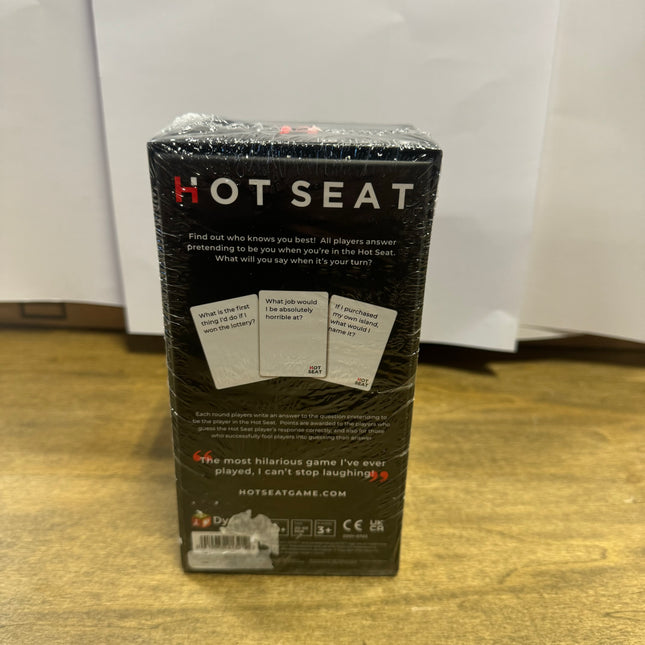 HOT SEAT
Find out who knows you best! All players answer
pretending to be you when you're in the Hot Seat.
What will you say when it's your turn?
What is the first
thing I'd do if I
won the lottery?
What job would
I be absolutely
horrible at?
HOT
SEAT
If I purchased
my own island,
what would I
name it?
HOT
SEAT
Each round players write an answer to the question pretending to
be the player in the Hot Seat. Points are awarded to the players who
guess the Hot Seat player's response correctly, and also for those
who successfully fool players into guessing their answer
“The most hilarious game I've ever
played, I can't stop laughing!”
HOTSEATGAME.COM
3+
CE
UK
CA